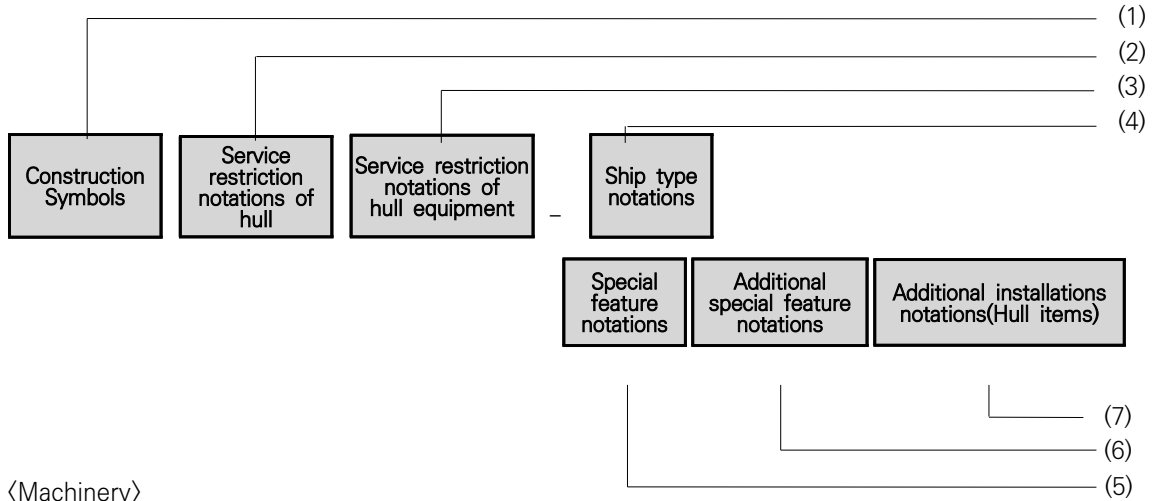 (1)
(2)
(3)
(4)
Construction
Symbols
Service
restriction
notations of
hull
Service restriction
notations of
hull equipment
–
Ship type
notations
Special
feature
notations
Additional
special feature
notations
Additional installations
notations(Hull items)
(7)
(6)
(5)
〈Machinery〉